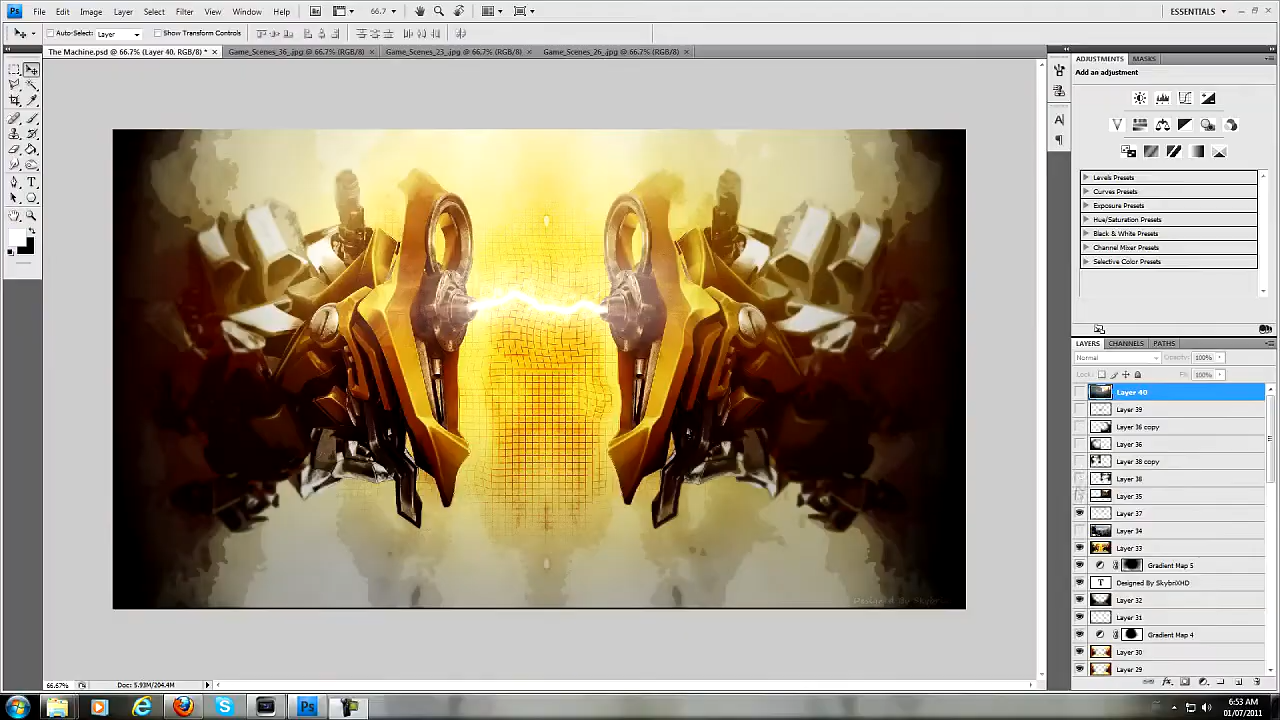 Ps File Edit Image Layer Select Filter View Window Help 66.7 ESSENTIALS
Auto-Select: Layer Show Transform Controls
The Machine.psd @ 66.7% (Layer 40, RGB/8) * Game_Scenes_36_.jpg @ 66.7% (RGB/8) Game_Scenes_23_.jpg @ 66.7% (RGB/8) Game_Scenes_26_.jpg @ 66.7% (RGB/8)
ADJUSTMENTS MASKS
Add an adjustment
Levels Presets
Curves Presets
Exposure Presets
Hue/Saturation Presets
Black & White Presets
Channel Mixer Presets
Selective Color Presets
LAYERS CHANNELS PATHS
Normal Opacity: 100%
Lock: Fill: 100%
Layer 40
Layer 39
Layer 36 copy
Layer 36
Layer 38 copy
Layer 38
Layer 35
Layer 37
Layer 34
Layer 33
Gradient Map 5
T Designed By SkybriXHD
Layer 32
Layer 31
Gradient Map 4
Layer 30
Layer 29
66.67% Doc: 5.93M/204.4M
Ps
6:53 AM
01/07/2011